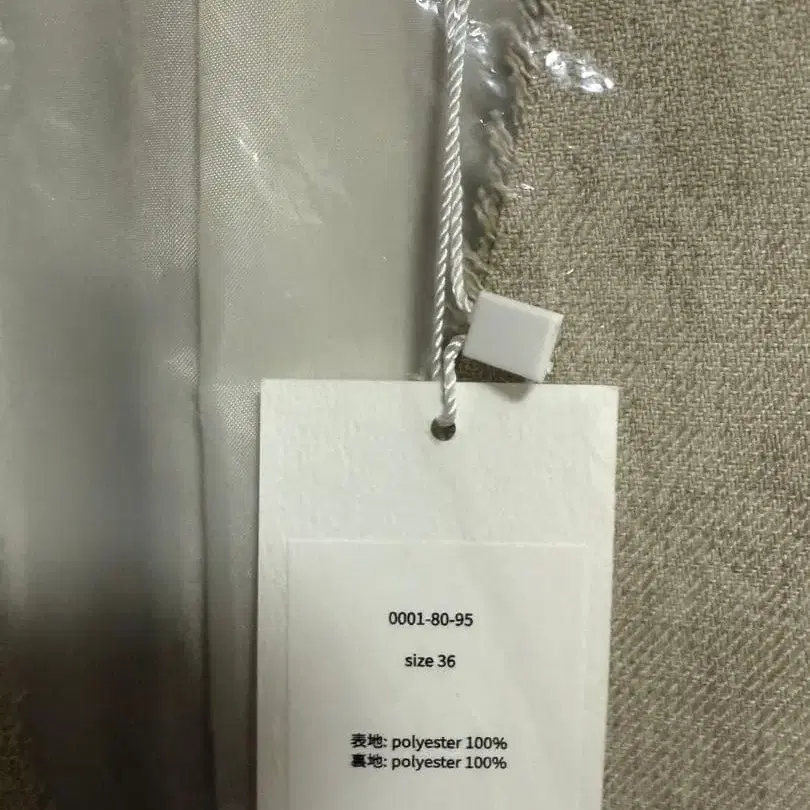 0001-80-95
size 36
表地: polyester 100%
裏地: polyester 100%